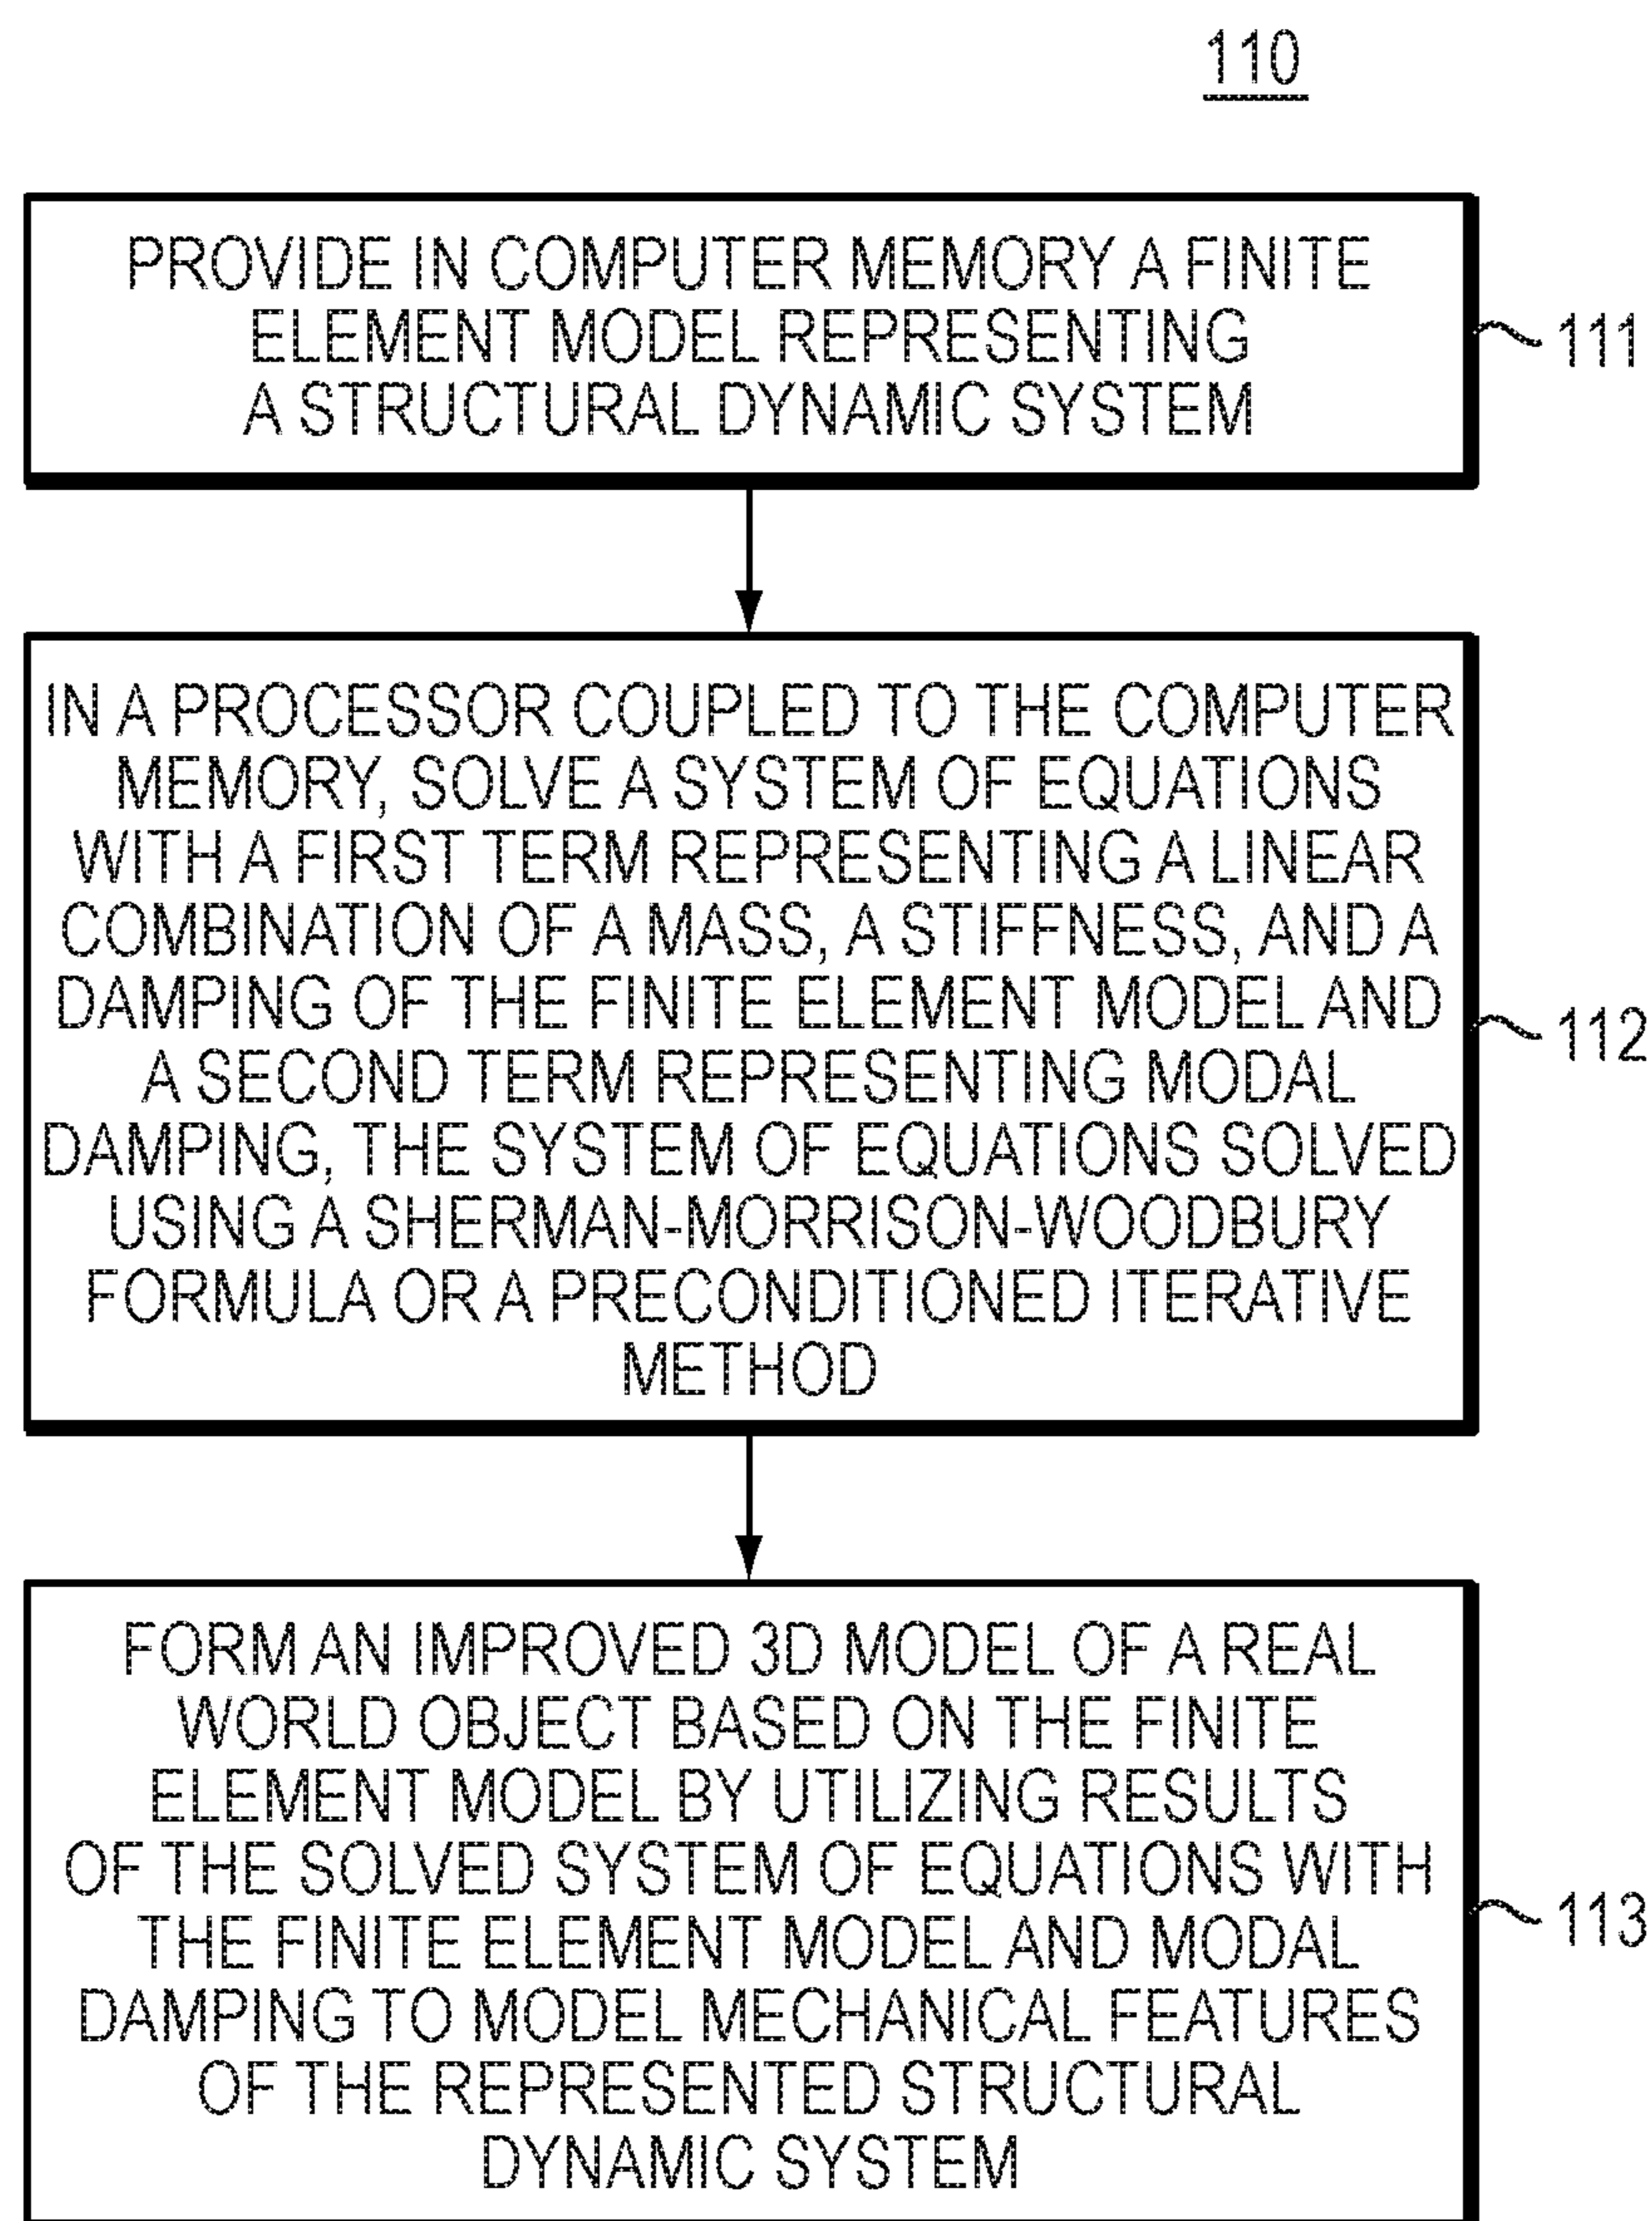 110
PROVIDE IN COMPUTER MEMORY A FINITE
ELEMENT MODEL REPRESENTING
A STRUCTURAL DYNAMIC SYSTEM
111
IN A PROCESSOR COUPLED TO THE COMPUTER
MEMORY, SOLVE A SYSTEM OF EQUATIONS
WITH A FIRST TERM REPRESENTING A LINEAR
COMBINATION OF A MASS, A STIFFNESS, AND A
DAMPING OF THE FINITE ELEMENT MODEL AND
A SECOND TERM REPRESENTING MODAL
DAMPING, THE SYSTEM OF EQUATIONS SOLVED
USING A SHERMAN-MORRISON-WOODBURY
FORMULA OR A PRECONDITIONED ITERATIVE
METHOD
112
FORM AN IMPROVED 3D MODEL OF A REAL
WORLD OBJECT BASED ON THE FINITE
ELEMENT MODEL BY UTILIZING RESULTS
OF THE SOLVED SYSTEM OF EQUATIONS WITH
THE FINITE ELEMENT MODEL AND MODAL
DAMPING TO MODEL MECHANICAL FEATURES
OF THE REPRESENTED STRUCTURAL
DYNAMIC SYSTEM
113